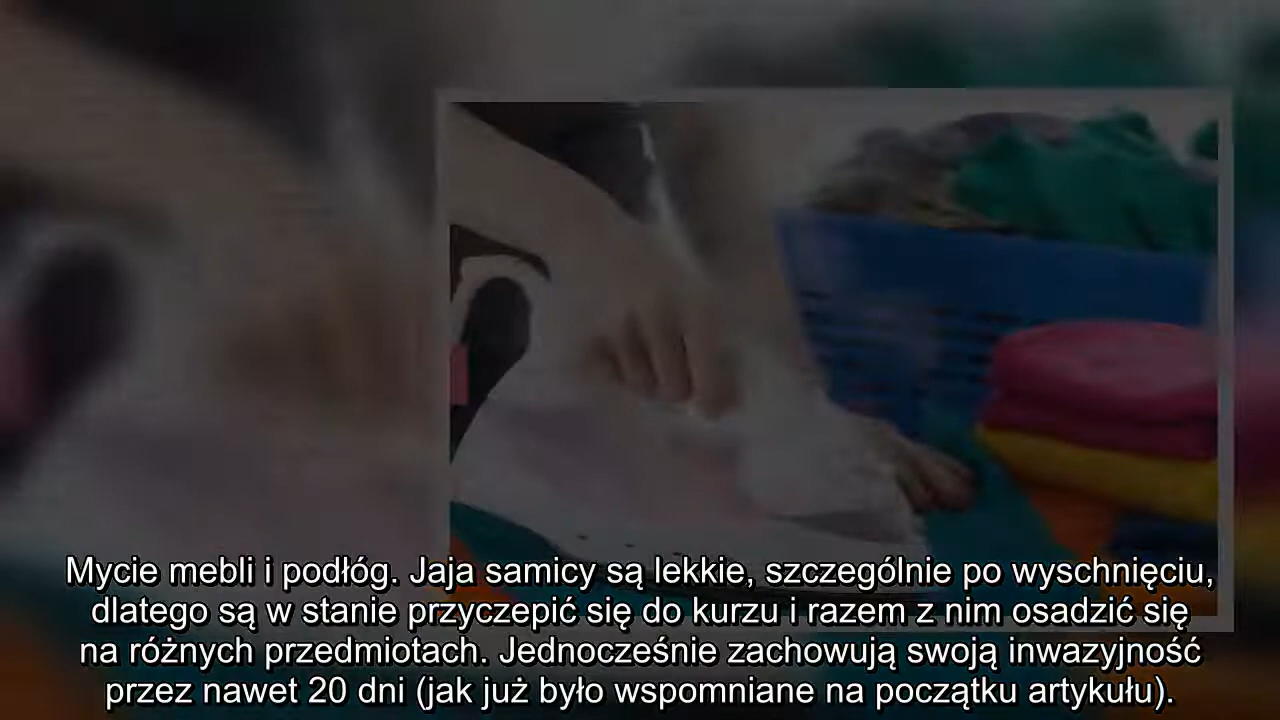 Mycie mebli i podłóg. Jaja samicy są lekkie, szczególnie po wyschnięciu,
dlatego są w stanie przyczepić się do kurzu i razem z nim osadzić się
na różnych przedmiotach. Jednocześnie zachowują swoją inwazyjność
przez nawet 20 dni (jak już było wspomniane na początku artykułu).